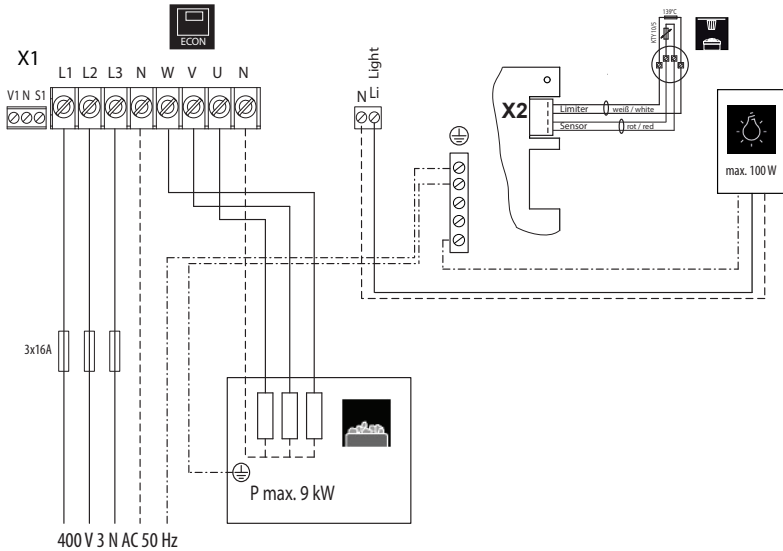 ECON
X1
V1 N S1
L1 L2 L3 N W V U N
Light
N Li
139°C
KTY 10/5
X2
Limiter weiß / white
Sensor rot / red
max. 100 W
3x16A
P max. 9 kW
400 V 3 N AC 50 Hz